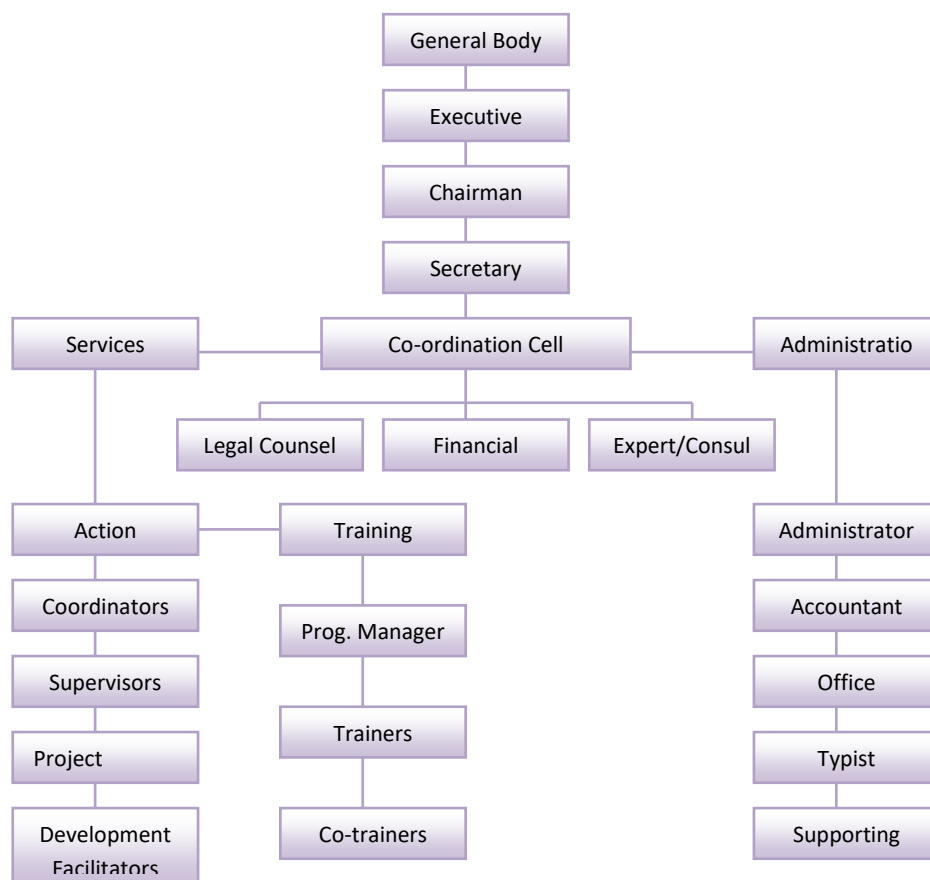 General Body
Executive
Chairman
Secretary
Services
Co-ordination Cell
Administratio
Legal Counsel
Financial
Expert/Consul
Action
Training
Administrator
Coordinators
Prog. Manager
Accountant
Supervisors
Office
Trainers
Project
Typist
Development
Facilitators
Co-trainers
Supporting